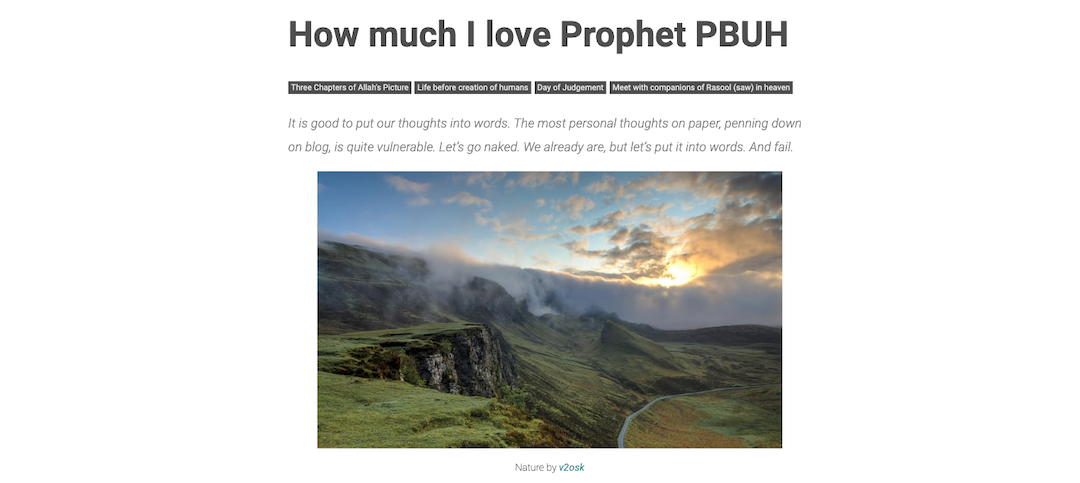 How much I love Prophet PBUH
Three Chapters of Allah's Picture Life before creation of humans Day of Judgement Meet with companions of Rasool (saw) in heaven
It is good to put our thoughts into words. The most personal thoughts on paper, penning down
on blog, is quite vulnerable. Let's go naked. We already are, but let's put it into words. And fail.
Nature by v2osk